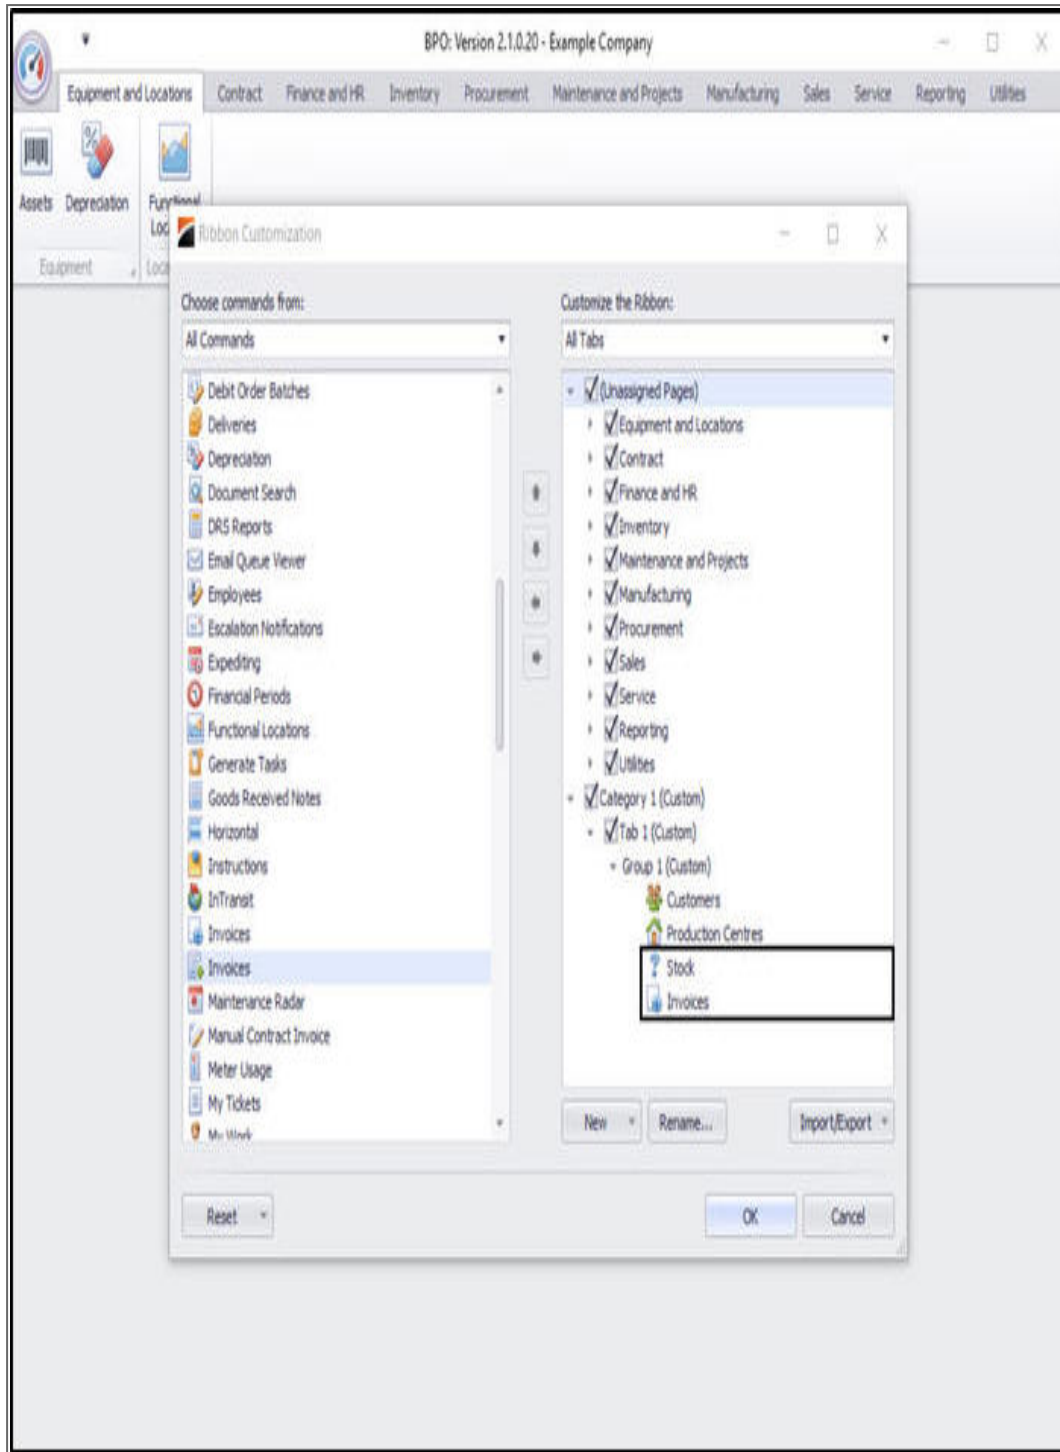 BPO: Version 2.1.0.20 - Example Company
Equipment and Locations Contract Finance and HR Inventory Procurement Maintenance and Projects Manufacturing Sales Service Reporting Utilities
Assets Depreciation Functional
Loc
Equipment Loca
Ribbon Customization
Choose commands from:
All Commands
Debit Order Batches
Deliveries
Depreciation
Document Search
DRS Reports
Email Queue Viewer
Employees
Escalation Notifications
Expediting
Financial Periods
Functional Locations
Generate Tasks
Goods Received Notes
Horizontal
Instructions
InTransit
Invoices
Invoices
Maintenance Radar
Manual Contract Invoice
Meter Usage
My Tickets
My Work
Customize the Ribbon:
All Tabs
(Unassigned Pages)
Equipment and Locations
Contract
Finance and HR
Inventory
Maintenance and Projects
Manufacturing
Procurement
Sales
Service
Reporting
Utilities
Category 1 (Custom)
Tab 1 (Custom)
Group 1 (Custom)
Customers
Production Centres
Stock
Invoices
New Rename... Import/Export
Reset OK Cancel